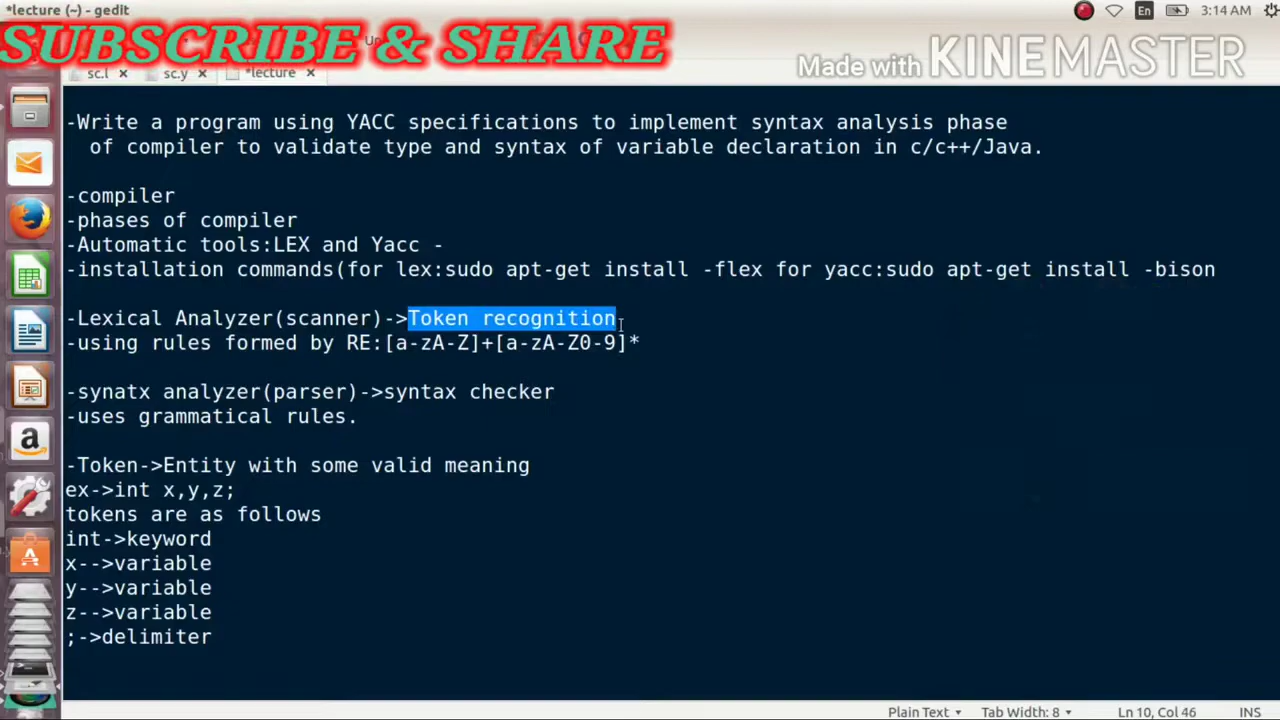 *lecture (~) - gedit
En
3:14 AM
SUBSCRIBE & SHARE
Made with KINEMASTER
sc.l
sc.y
*lecture
-Write a program using YACC specifications to implement syntax analysis phase
of compiler to validate type and syntax of variable declaration in c/c++/Java.
-compiler
-phases of compiler
-Automatic tools:LEX and Yacc -
-installation commands(for lex:sudo apt-get install -flex for yacc:sudo apt-get install -bison
-Lexical Analyzer(scanner)->Token recognition
-using rules formed by RE:[a-zA-Z]+[a-zA-Z0-9]*
-synatx analyzer(parser)->syntax checker
-uses grammatical rules.
-Token->Entity with some valid meaning
ex->int x,y,z;
tokens are as follows
int->keyword
x-->variable
y-->variable
z-->variable
;->delimiter
Plain Text
Tab Width: 8
Ln 10, Col 46
INS